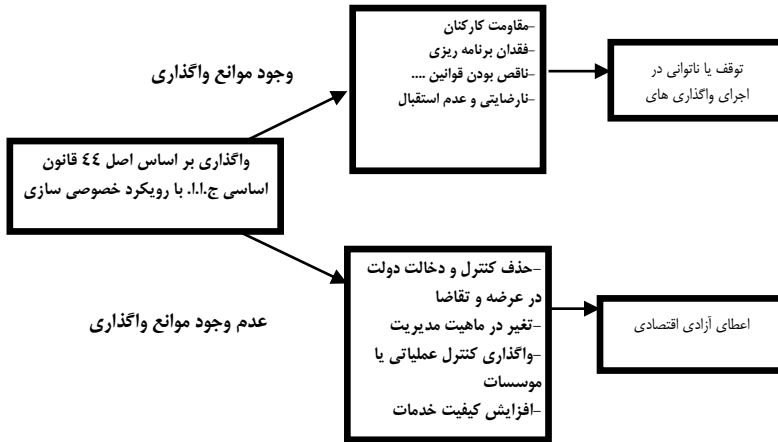 واگذاری بر اساس اصل ٤٤ قانون
اساسی ج.ا.ا. با رویکرد خصوصی سازی
وجود موانع واگذاری
-مقاومت کارکنان
-فقدان برنامه ریزی
-ناقص بودن قوانین ....
-نارضایتی و عدم استقبال
توقف یا ناتوانی در
اجرای واگذاری های
عدم وجود موانع واگذاری
-حذف کنترل و دخالت دولت
در عرضه و تقاضا
-تغیر در ماهیت مدیریت
-واگذاری کنترل عملیاتی یا
موسسات
-افزایش کیفیت خدمات
اعطای آزادی اقتصادی